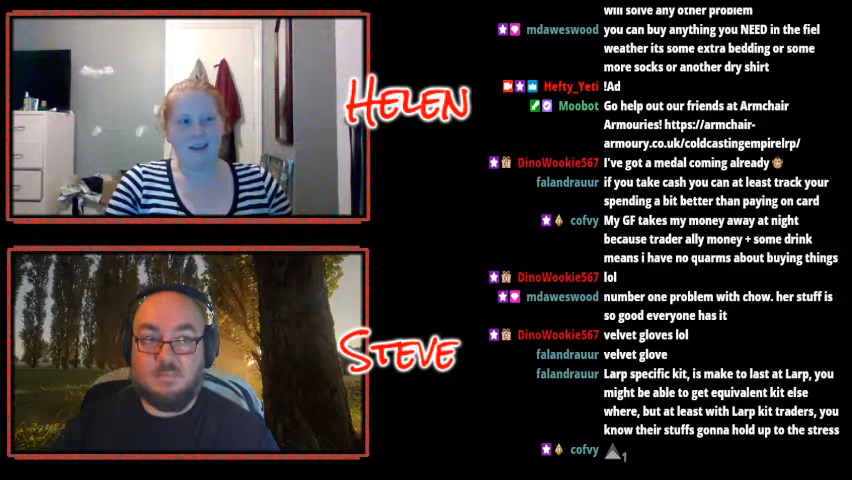 Helen
Steve
will solve any other problem
mdaweswood you can buy anything you NEED in the fiel
weather its some extra bedding or some
more socks or another dry shirt
Hefty_Yeti !Ad
Moobot Go help out our friends at Armchair
Armouries! https://armchair-
armoury.co.uk/coldcastingempirelrp/
DinoWookie567 I've got a medal coming already
falandrauur if you take cash you can at least track your
spending a bit better than paying on card
cofvy My GF takes my money away at night
because trader ally money + some drink
means i have no quarms about buying things
DinoWookie567 lol
mdaweswood number one problem with chow. her stuff is
so good everyone has it
DinoWookie567 velvet gloves lol
falandrauur velvet glove
falandrauur Larp specific kit, is make to last at Larp, you
might be able to get equivalent kit else
where, but at least with Larp kit traders, you
know their stuffs gonna hold up to the stress
cofvy 1